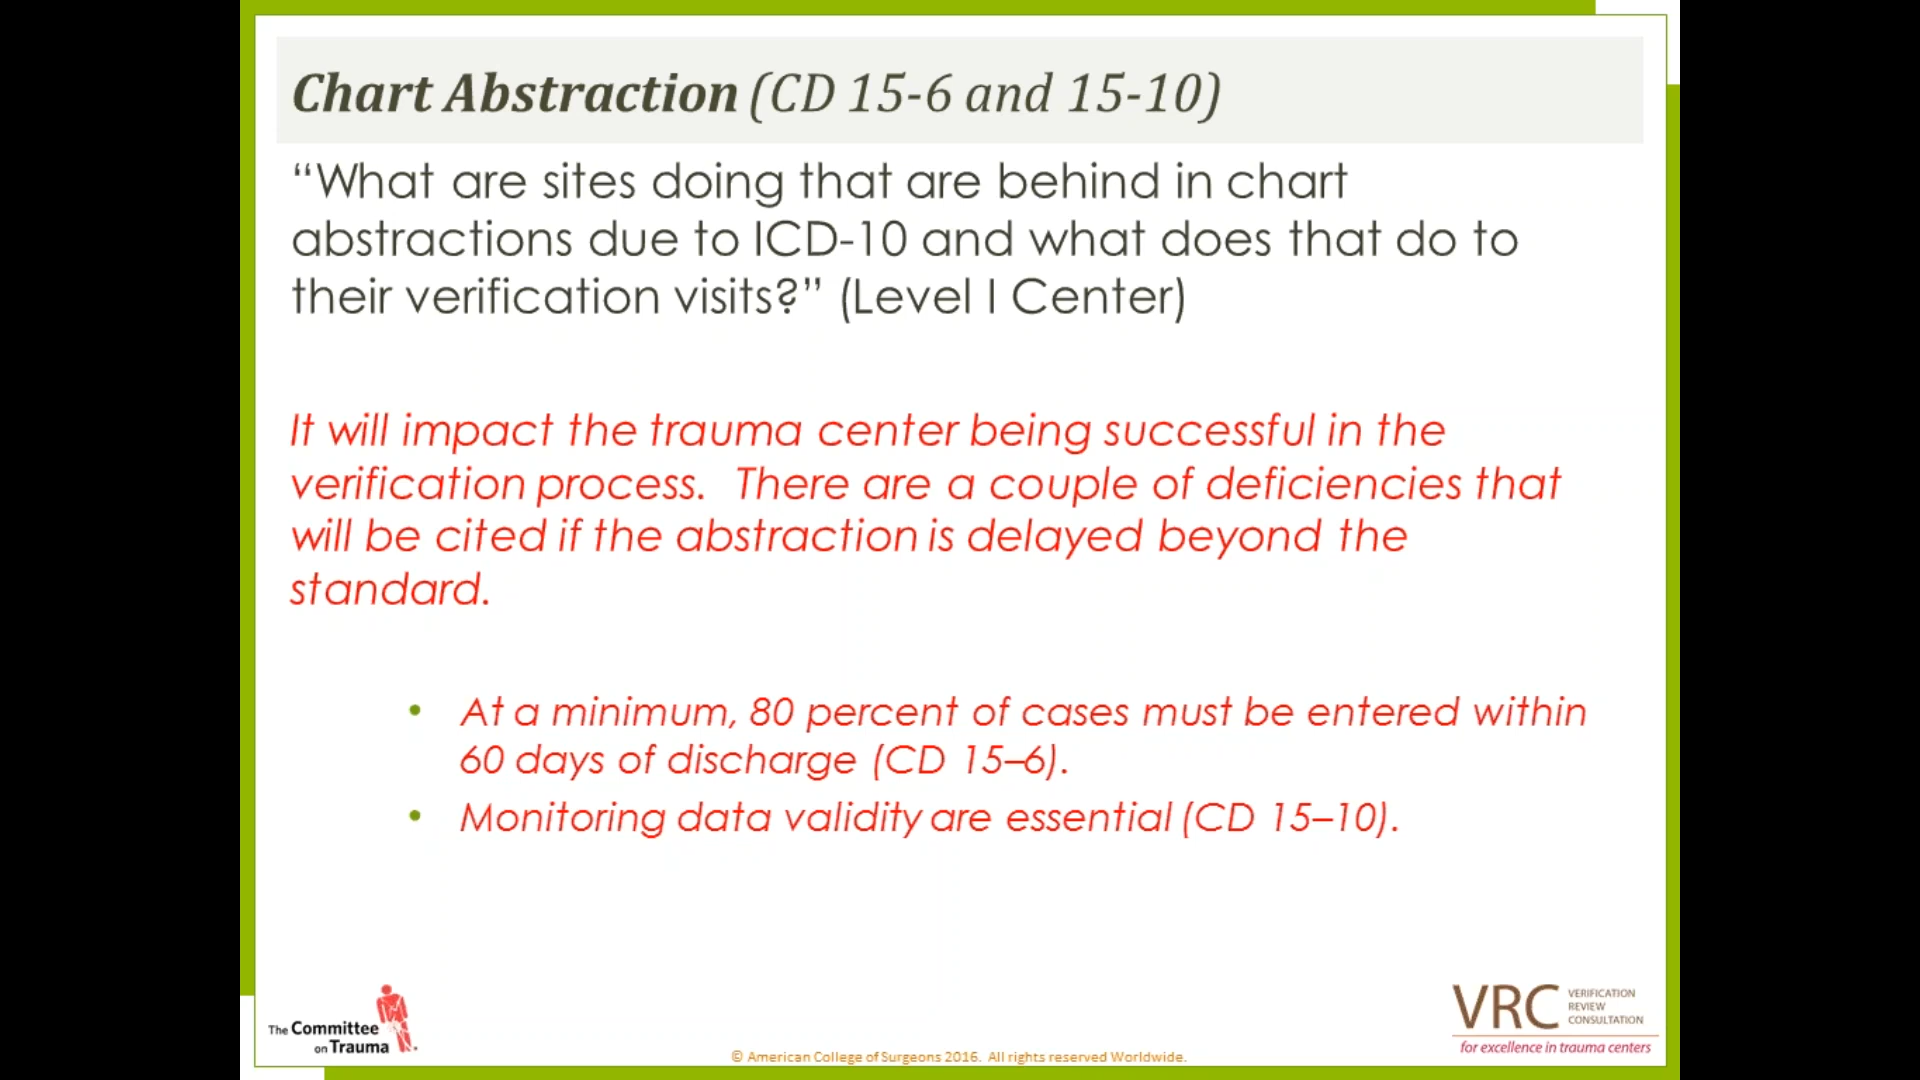 Chart Abstraction (CD 15-6 and 15-10)
“What are sites doing that are behind in chart
abstractions due to ICD-10 and what does that do to
their verification visits?” (Level I Center)
It will impact the trauma center being successful in the
verification process.  There are a couple of deficiencies that
will be cited if the abstraction is delayed beyond the
standard.
• At a minimum, 80 percent of cases must be entered within
60 days of discharge (CD 15–6).
• Monitoring data validity are essential (CD 15–10).
The Committee
on Trauma
© American College of Surgeons 2016.  All rights reserved Worldwide.
VRC
VERIFICATION
REVIEW
CONSULTATION
for excellence in trauma centers